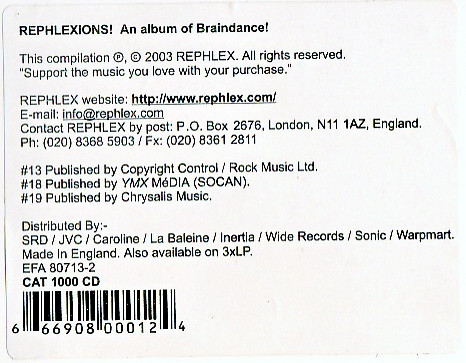 REPHLEXIONS! An album of Braindance!
This compilation ℗, © 2003 REPHLEX. All rights reserved.
"Support the music you love with your purchase."
REPHLEX website: http://www.rephlex.com/
E-mail: info@rephlex.com
Contact REPHLEX by post: P.O. Box 2676, London, N11 1AZ, England.
Ph: (020) 8368 5903 / Fx: (020) 8361 2811
#13 Published by Copyright Control / Rock Music Ltd.
#18 Published by YMX MéDIA (SOCAN).
#19 Published by Chrysalis Music.
Distributed By:-
SRD / JVC / Caroline / La Baleine / Inertia / Wide Records / Sonic / Warpmart.
Made In England. Also available on 3xLP.
EFA 80713-2
CAT 1000 CD
6 66908 00012 4